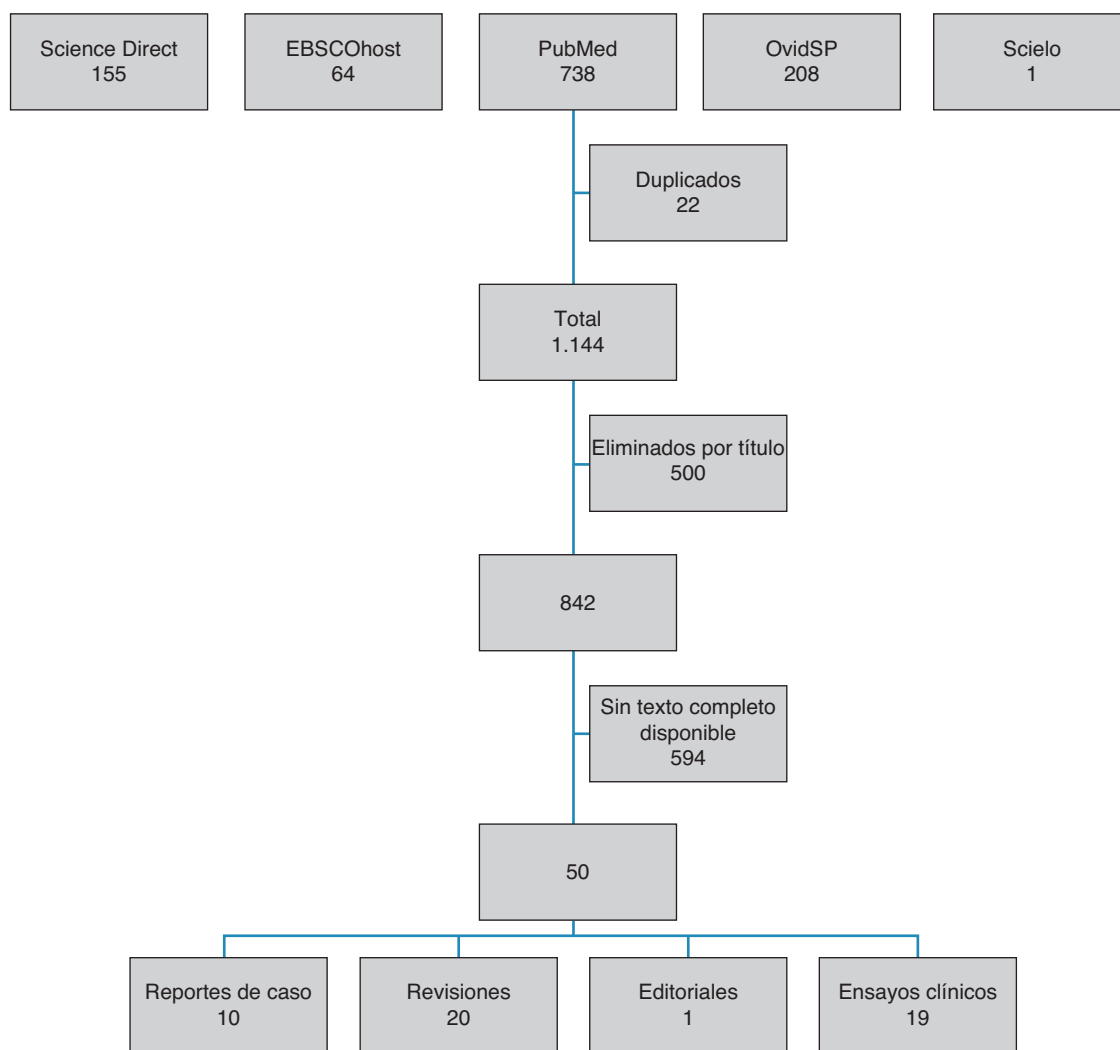 Science Direct
155
EBSCOhost
64
PubMed
738
OvidSP
208
Scielo
1
Duplicados
22
Total
1.144
Eliminados por título
500
842
Sin texto completo
disponible
594
50
Reportes de caso
10
Revisiones
20
Editoriales
1
Ensayos clínicos
19